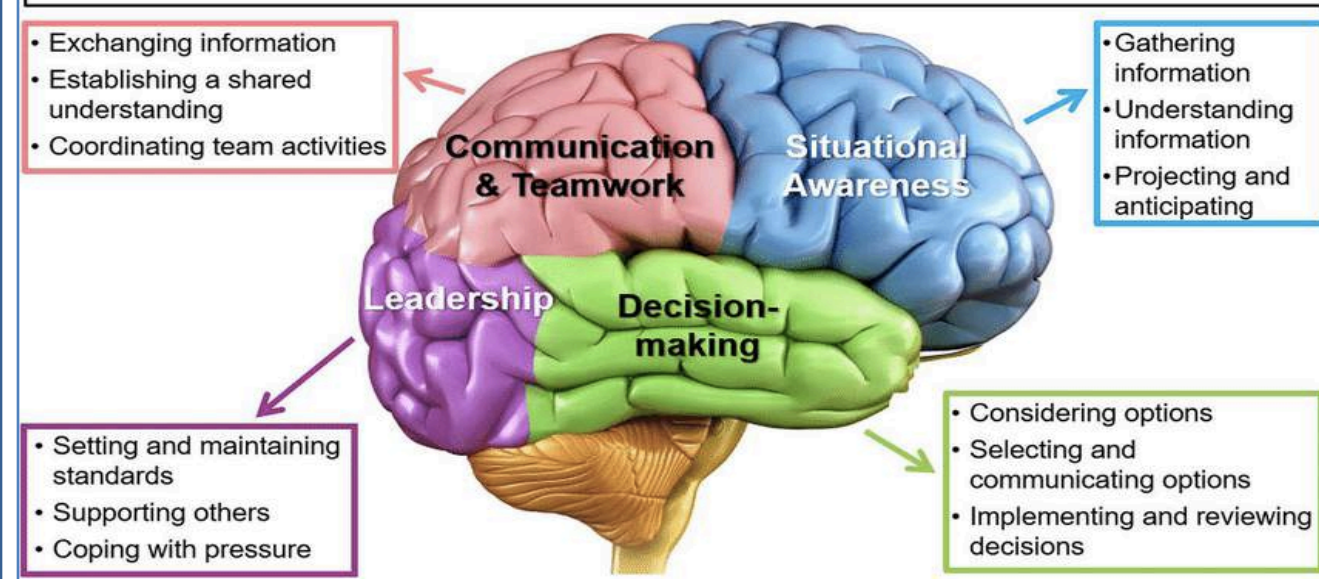 • Exchanging information
• Establishing a shared
understanding
• Coordinating team activities
Communication
& Teamwork
Situational
Awareness
• Gathering
information
• Understanding
information
• Projecting and
anticipating
Leadership
Decision-
making
• Setting and maintaining
standards
• Supporting others
• Coping with pressure
• Considering options
• Selecting and
communicating options
• Implementing and reviewing
decisions